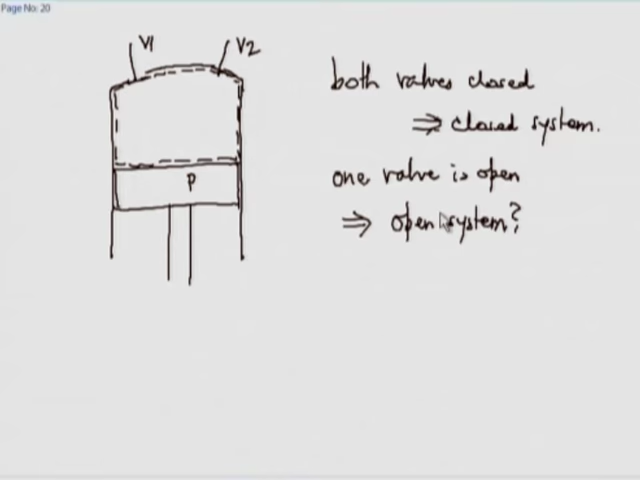 Page No: 20
V1
V2
both valves closed
⇒ closed system.
one valve is open
P
⇒ open system?